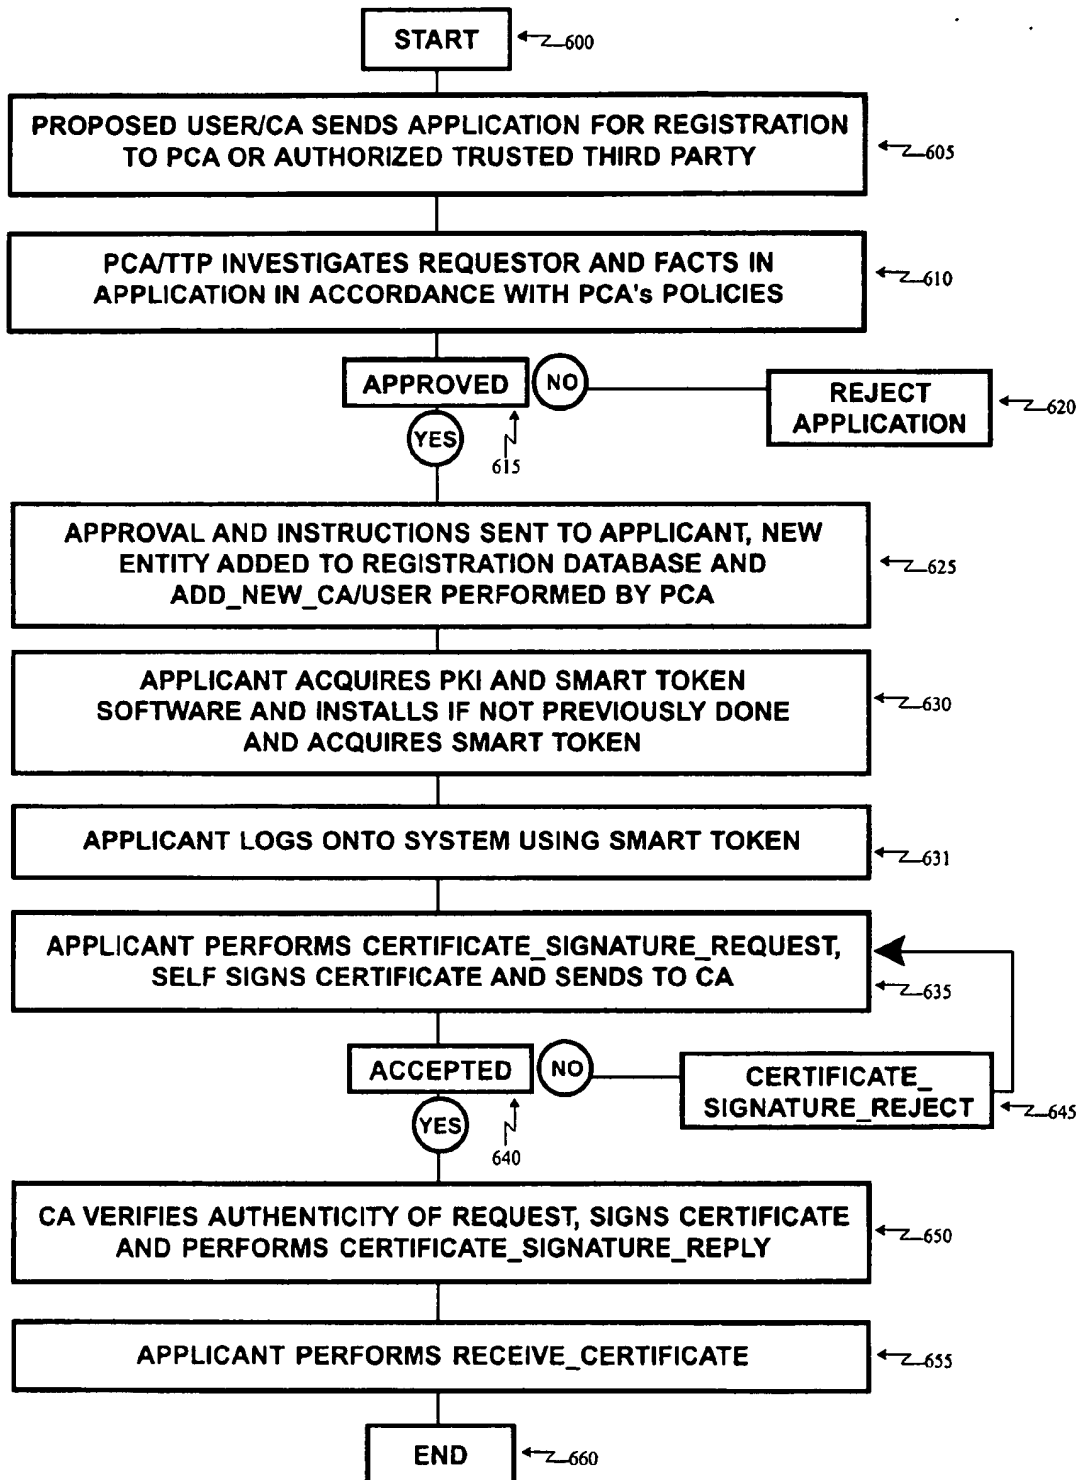 START
600
PROPOSED USER/CA SENDS APPLICATION FOR REGISTRATION
TO PCA OR AUTHORIZED TRUSTED THIRD PARTY
605
PCA/TTP INVESTIGATES REQUESTOR AND FACTS IN
APPLICATION IN ACCORDANCE WITH PCA's POLICIES
610
APPROVED
NO
REJECT
APPLICATION
620
YES
615
APPROVAL AND INSTRUCTIONS SENT TO APPLICANT, NEW
ENTITY ADDED TO REGISTRATION DATABASE AND
ADD_NEW_CA/USER PERFORMED BY PCA
625
APPLICANT ACQUIRES PKI AND SMART TOKEN
SOFTWARE AND INSTALLS IF NOT PREVIOUSLY DONE
AND ACQUIRES SMART TOKEN
630
APPLICANT LOGS ONTO SYSTEM USING SMART TOKEN
631
APPLICANT PERFORMS CERTIFICATE_SIGNATURE_REQUEST,
SELF SIGNS CERTIFICATE AND SENDS TO CA
635
ACCEPTED
NO
CERTIFICATE_
SIGNATURE_REJECT
645
YES
640
CA VERIFIES AUTHENTICITY OF REQUEST, SIGNS CERTIFICATE
AND PERFORMS CERTIFICATE_SIGNATURE_REPLY
650
APPLICANT PERFORMS RECEIVE_CERTIFICATE
655
END
660